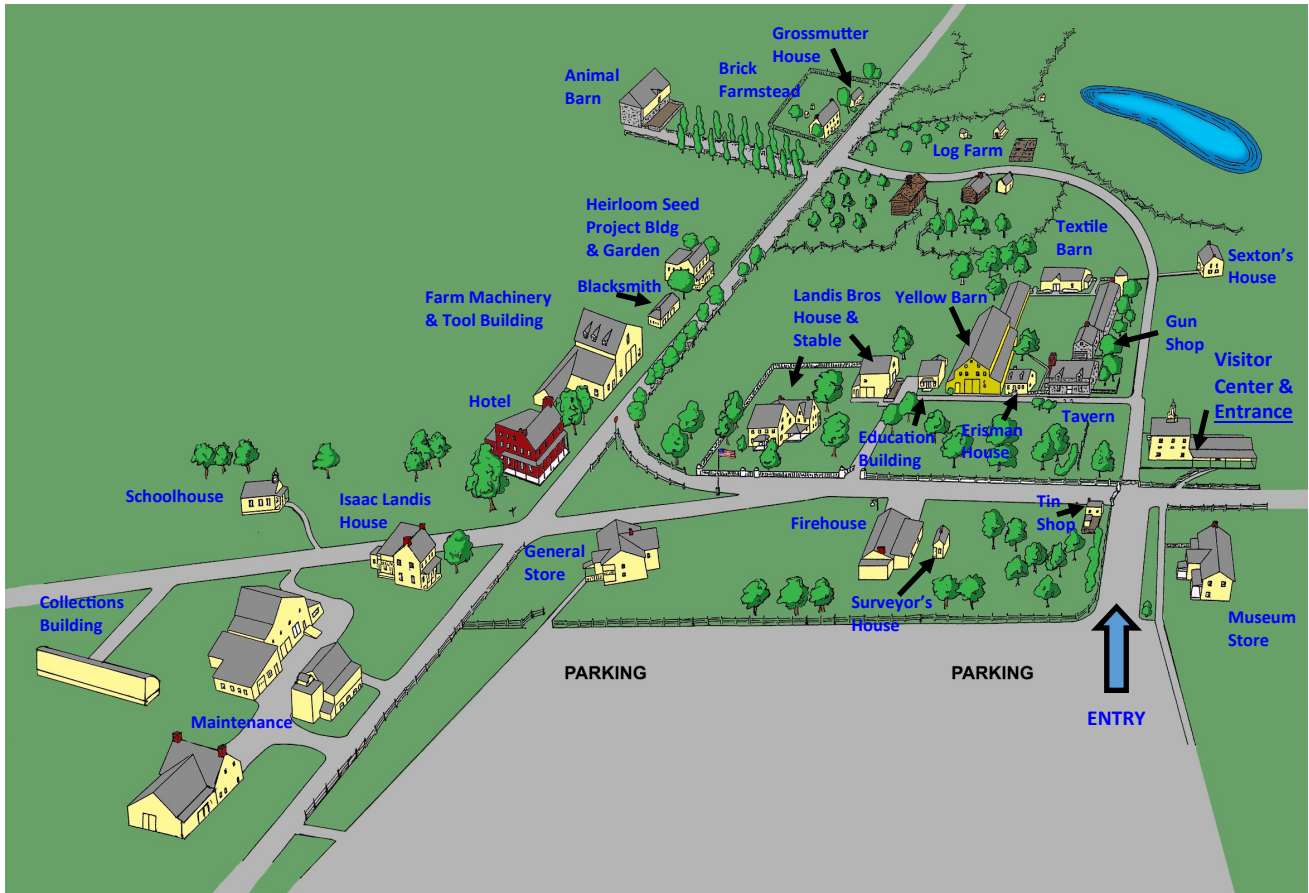 Grossmutter
House
Animal
Barn
Brick
Farmstead
Log Farm
Heirloom Seed
Project Bldg
& Garden
Textile
Barn
Sexton's
House
Blacksmith
Farm Machinery
& Tool Building
Landis Bros
House &
Stable
Yellow Barn
Gun
Shop
Visitor
Center &
Entrance
Hotel
Education
Building
Erisman
House
Tavern
Schoolhouse
Isaac Landis
House
General
Store
Firehouse
Tin
Shop
Collections
Building
Surveyor's
House
Museum
Store
PARKING
PARKING
Maintenance
ENTRY